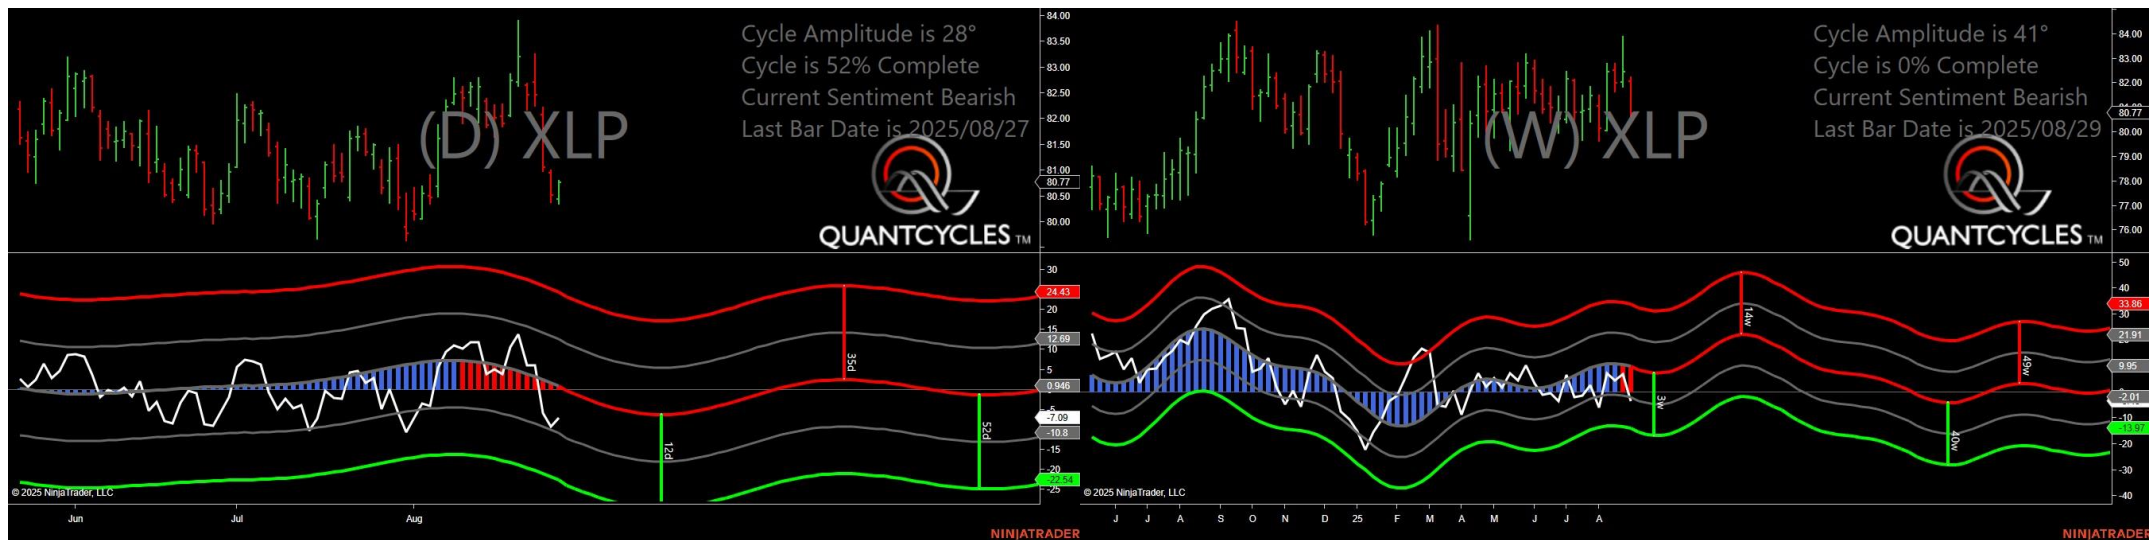 Cycle Amplitude is 28°
Cycle is 52% Complete
Current Sentiment Bearish
Last Bar Date is 2025/08/27
(D) XLP
QUANTCYCLES TM
84.00
83.50
83.00
82.50
82.00
81.50
81.00
80.77
80.50
80.00
30
24.43
20
15
12.69
10
5
0.946
-5
-7.09
-10.8
-15
-20
-22.54
-25
12d
35d
52d
© 2025 NinjaTrader, LLC
Jun
Jul
Aug
NINJATRADER
Cycle Amplitude is 41°
Cycle is 0% Complete
Current Sentiment Bearish
Last Bar Date is 2025/08/29
(W) XLP
QUANTCYCLES TM
84.00
83.00
82.00
81.00
80.77
80.00
79.00
78.00
77.00
76.00
50
40
33.86
30
21.91
20
9.95
-2.01
-10
-13.97
-20
-30
-40
3w
14w
40w
49w
© 2025 NinjaTrader, LLC
J
J
A
S
O
N
D
25
F
M
A
M
J
J
A
NINJATRADER